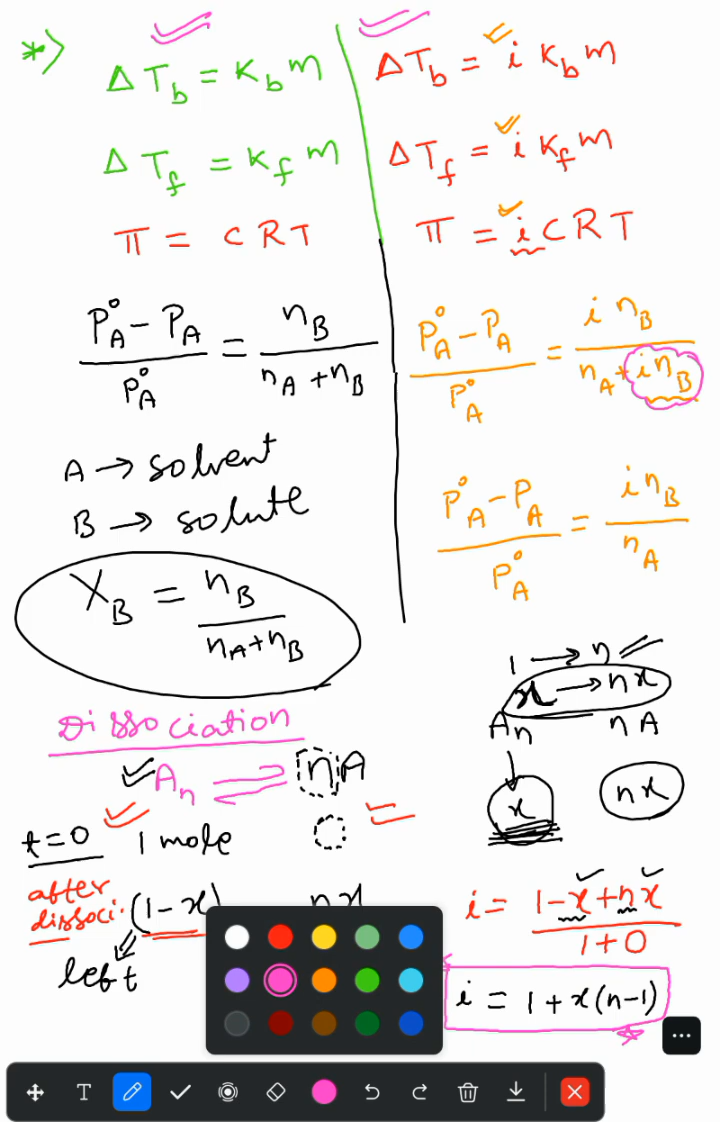 *>
ΔT_b = K_b m
ΔT_f = K_f m
π = CRT
(P°_A − P_A) / P°_A = n_B / (n_A + n_B)
A → solvent
B → solute
X_B = n_B / (n_A + n_B)
ΔT_b = i K_b m
ΔT_f = i K_f m
π = i CRT
(P°_A − P_A) / P°_A = i n_B / (n_A + i n_B)
(P°_A − P_A) / P°_A = i n_B / n_A
Dissociation
A_n ⇌ nA
t=0 1 mole
after dissoci. (1−x) nx
left
1 → n
x → nx
A_n nA
x nx
i = (1−x+nx) / (1+0)
i = 1 + x(n−1)
T